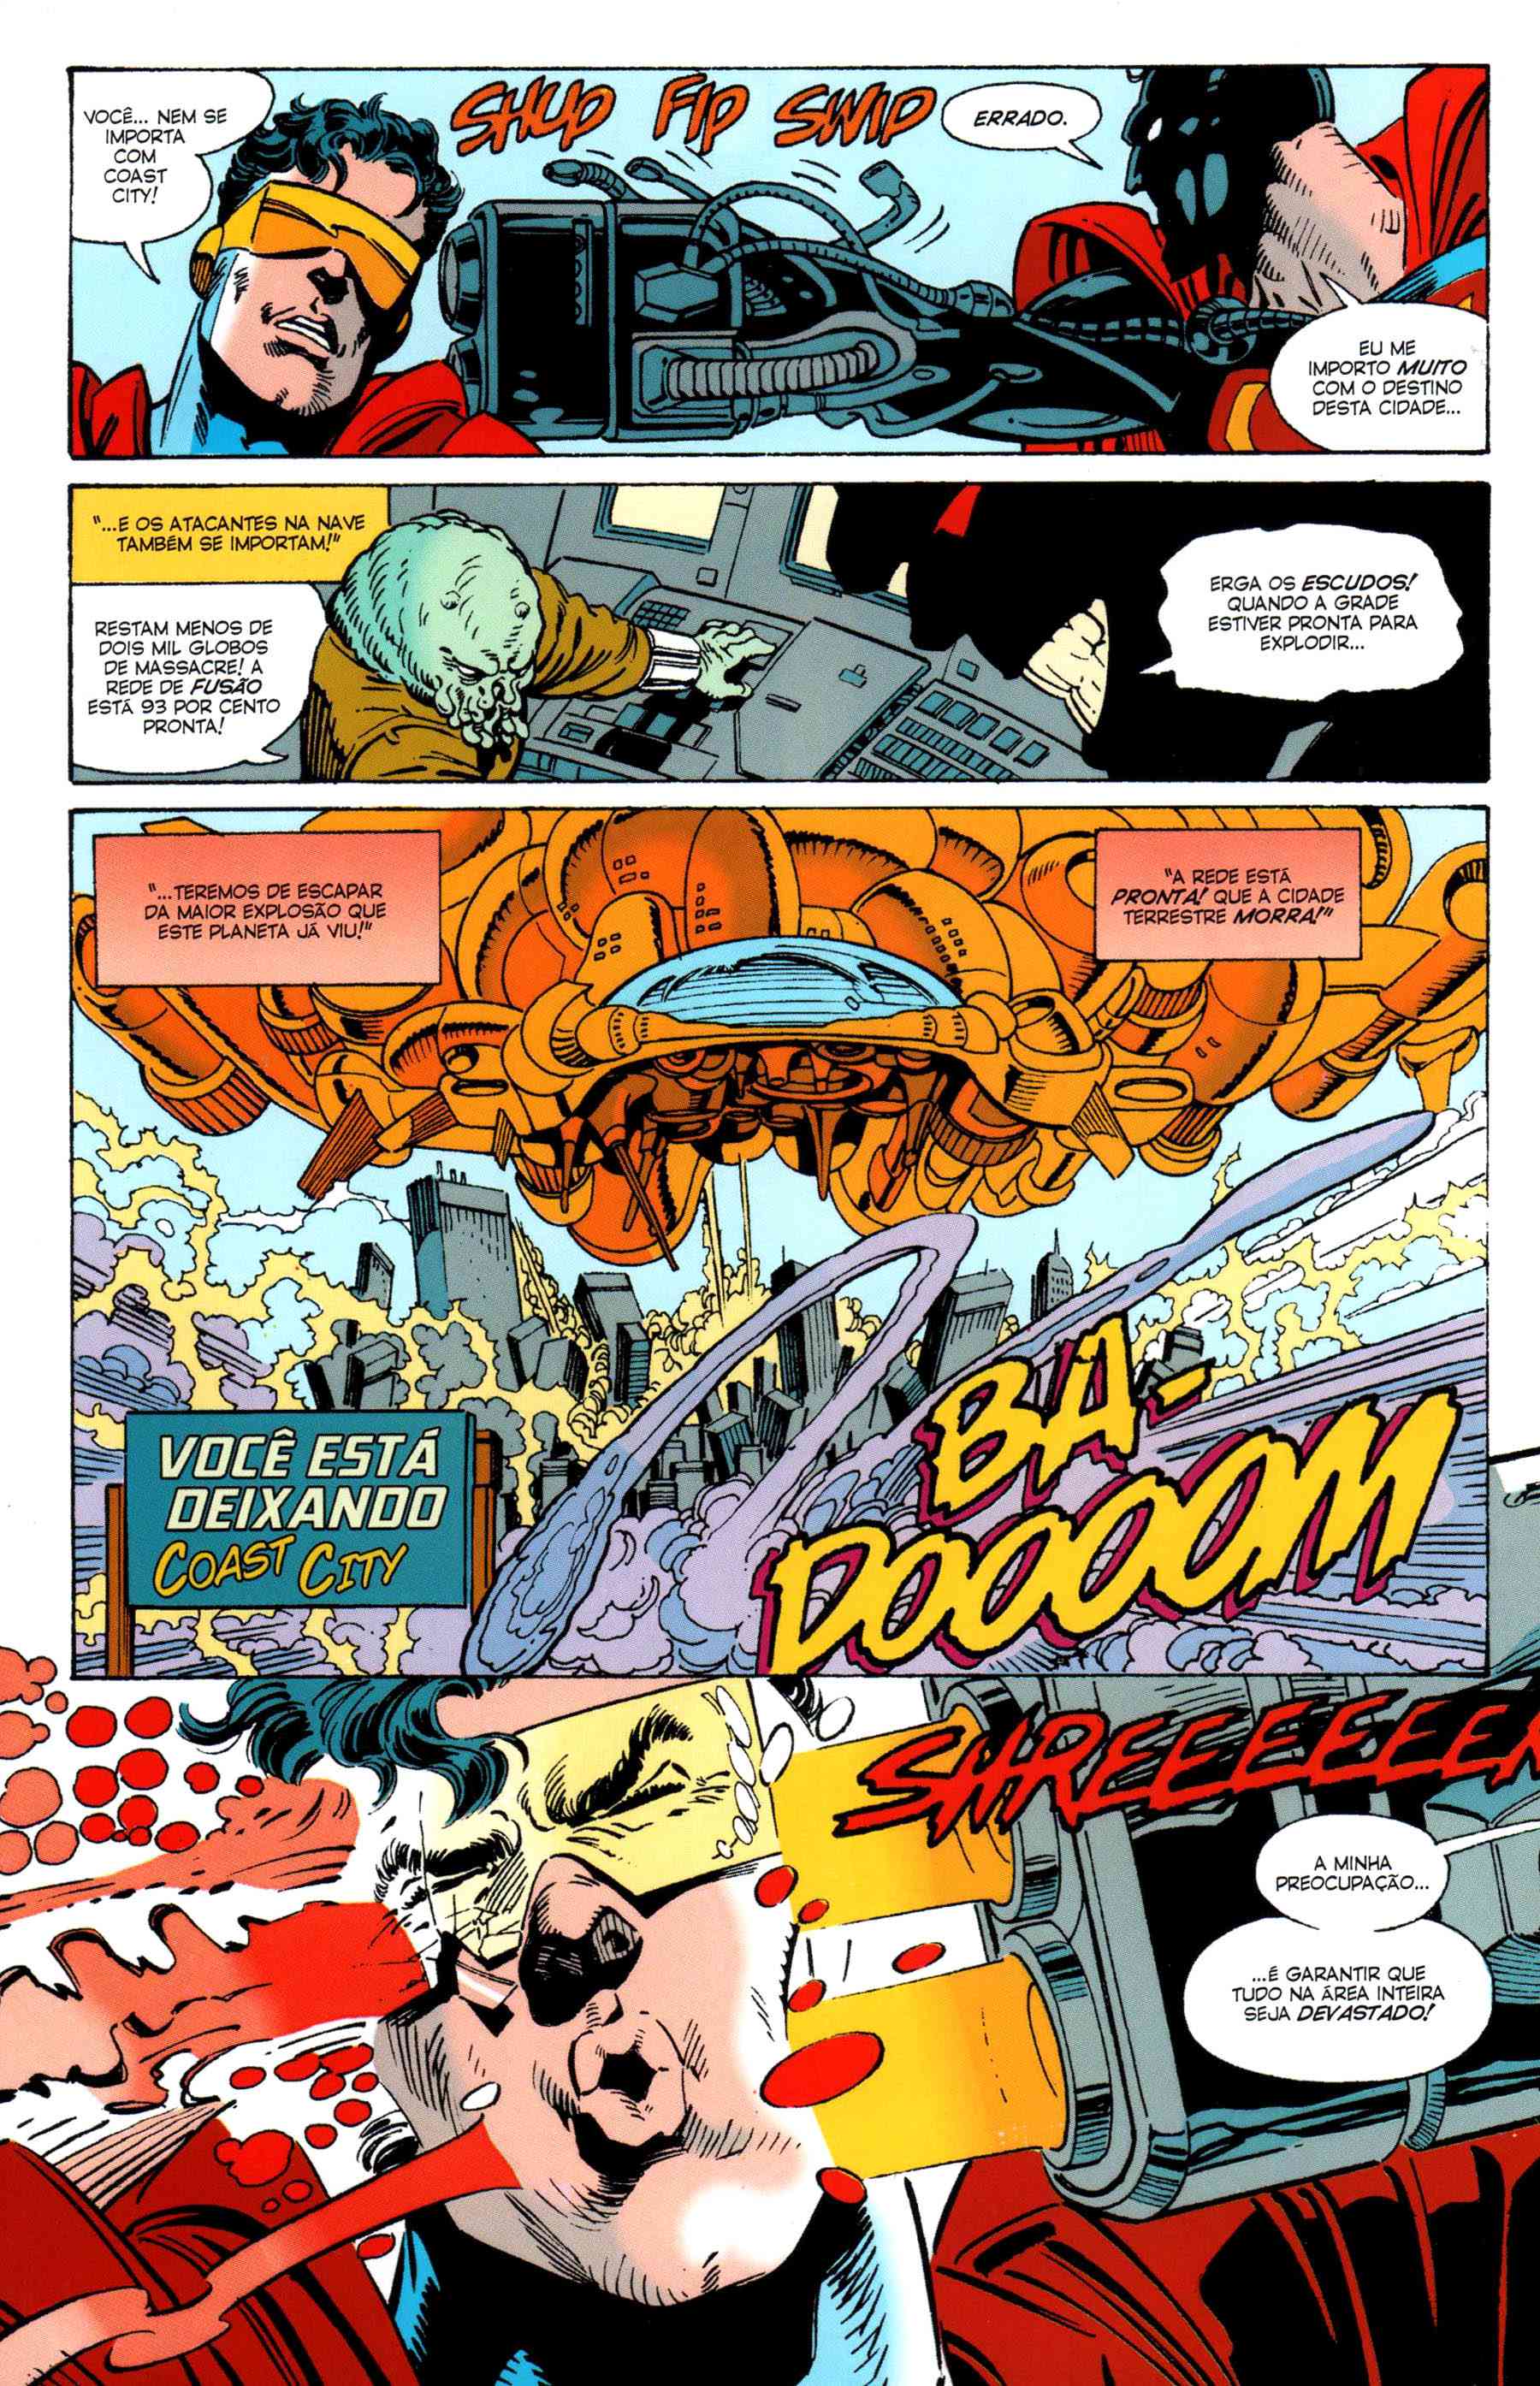 VOCÊ... NEM SE
IMPORTA
COM
COAST
CITY!
SHUP FIP SWIP
ERRADO.
EU ME
IMPORTO MUITO
COM O DESTINO
DESTA CIDADE...
"...E OS ATACANTES NA NAVE
TAMBÉM SE IMPORTAM!"
RESTAM MENOS DE
DOIS MIL GLOBOS
DE MASSACRE! A
REDE DE FUSÃO
ESTÁ 93 POR CENTO
PRONTA!
ERGA OS ESCUDOS!
QUANDO A GRADE
ESTIVER PRONTA PARA
EXPLODIR...
"...TEREMOS DE ESCAPAR
DA MAIOR EXPLOSÃO QUE
ESTE PLANETA JÁ VIU!"
"A REDE ESTÁ
PRONTA! QUE A CIDADE
TERRESTRE MORRA!"
VOCÊ ESTÁ
DEIXANDO
COAST CITY
BA-
DOOOOM
SHREEEEEEE
A MINHA
PREOCUPAÇÃO...
...É GARANTIR QUE
TUDO NA ÁREA INTEIRA
SEJA DEVASTADO!